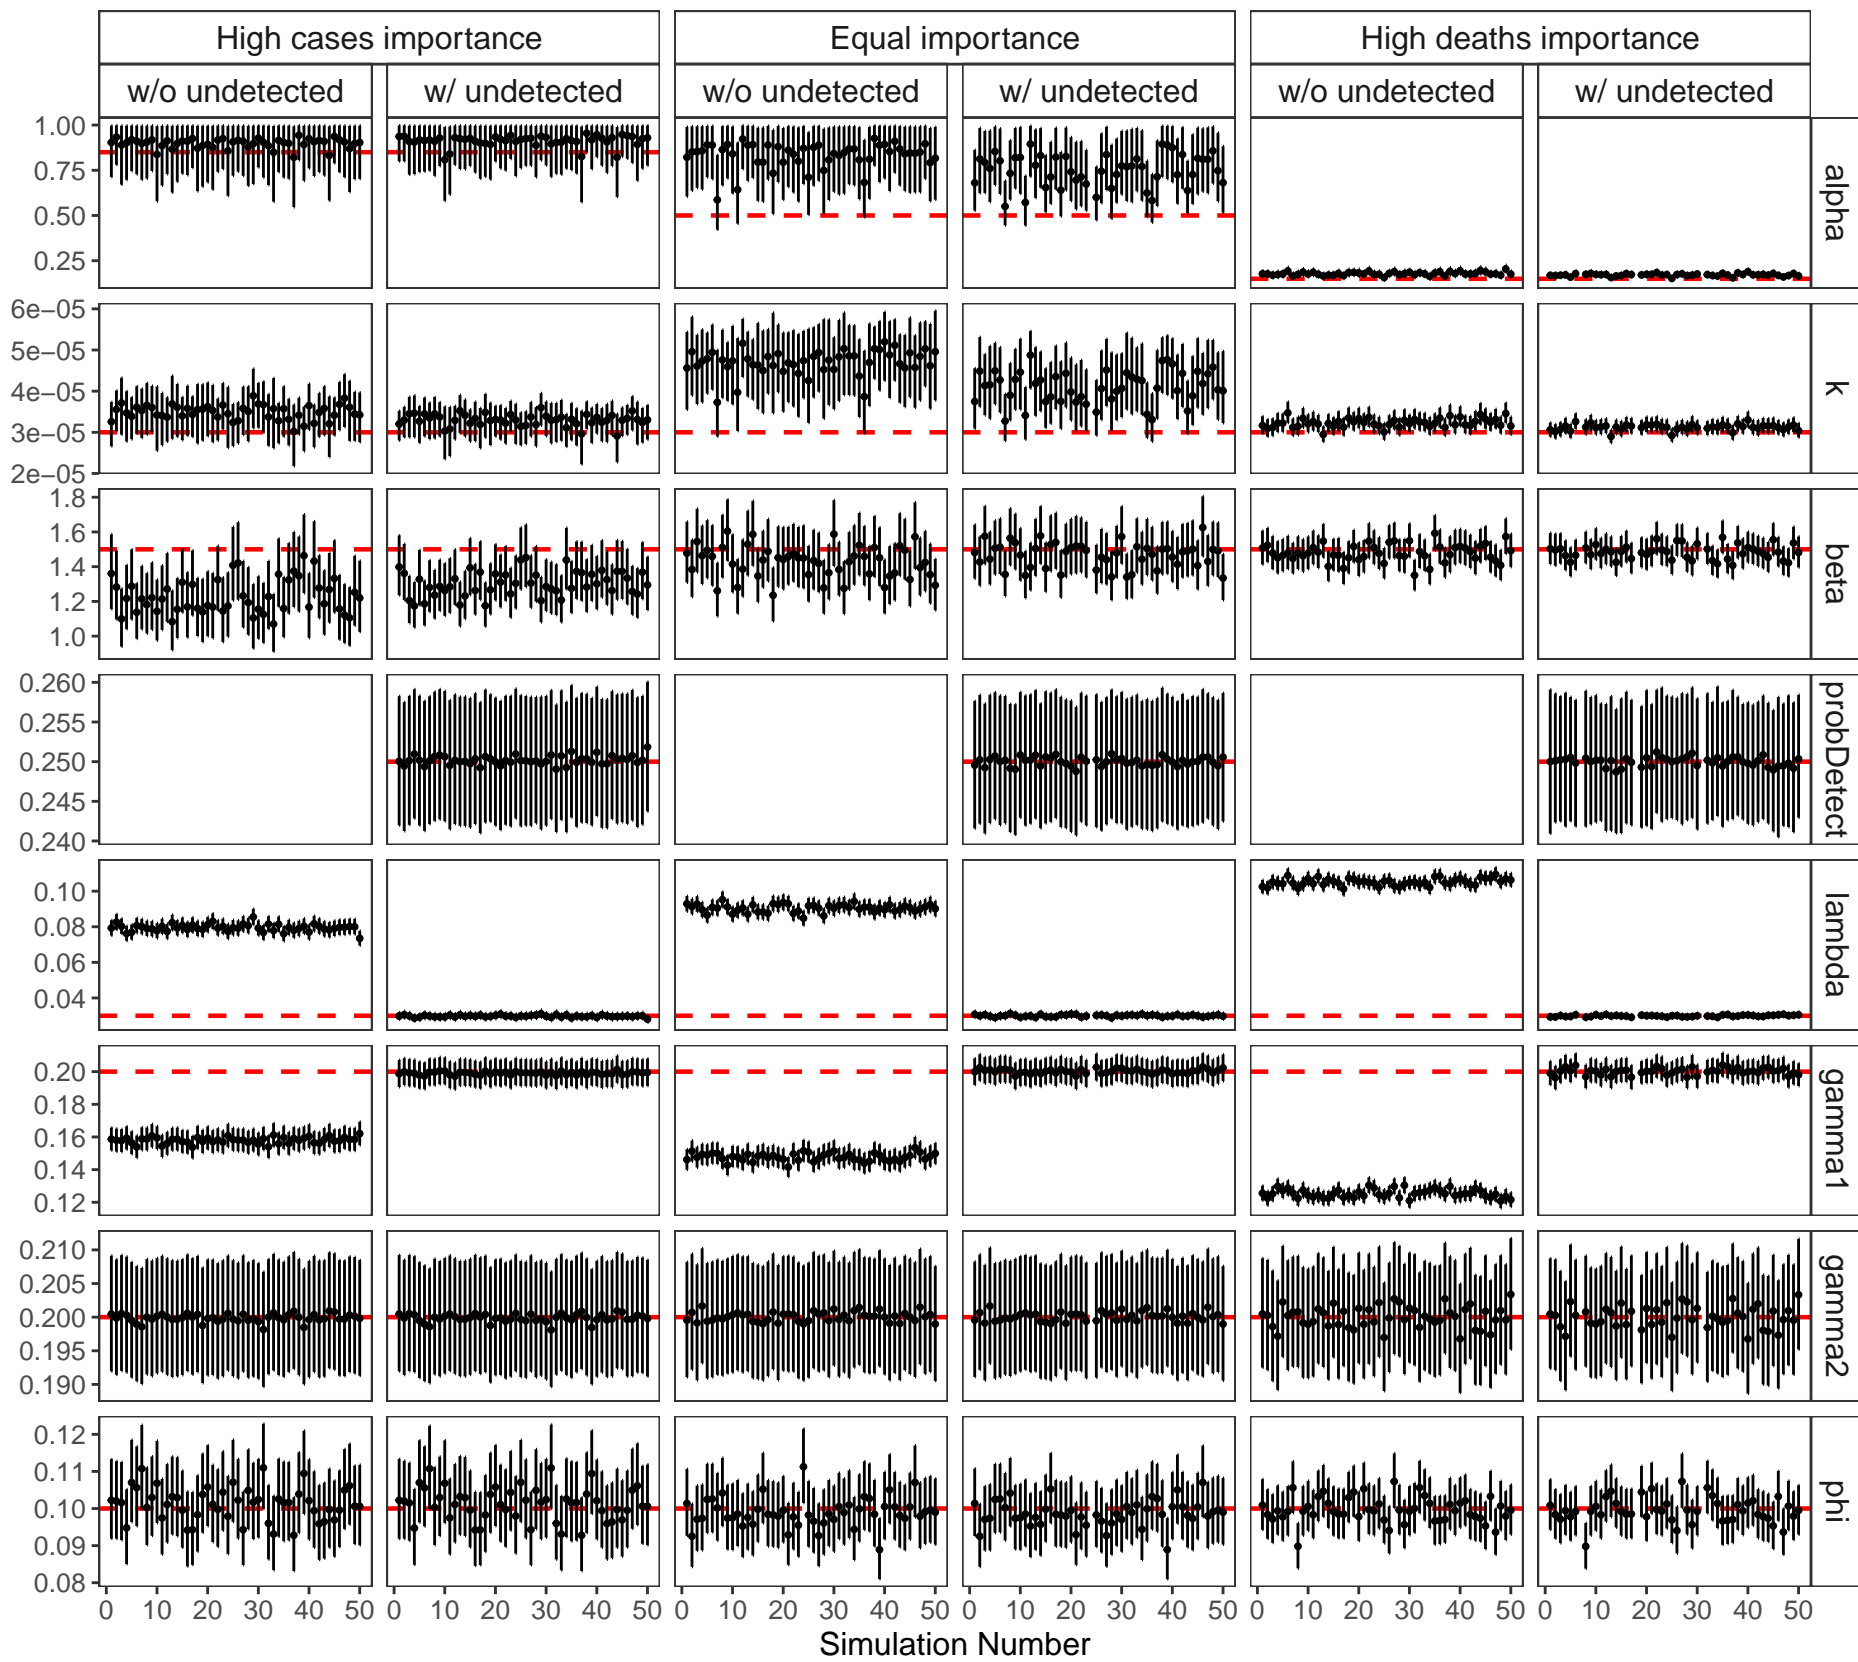 High cases importance Equal importance High deaths importance
w/o undetected w/ undetected w/o undetected w/ undetected w/o undetected w/ undetected
1.00
0.75
0.50
0.25
alpha
6e−05
5e−05
4e−05
3e−05
2e−05
k
1.8
1.6
1.4
1.2
1.0
beta
0.260
0.255
0.250
0.245
0.240
probDetect
0.10
0.08
0.06
0.04
lambda
0.20
0.18
0.16
0.14
0.12
gamma1
0.210
0.205
0.200
0.195
0.190
gamma2
0.12
0.11
0.10
0.09
0.08
phi
0 10 20 30 40 50 0 10 20 30 40 50 0 10 20 30 40 50 0 10 20 30 40 50 0 10 20 30 40 50 0 10 20 30 40 50
Simulation Number